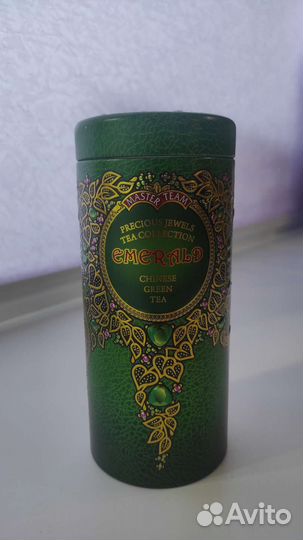 MASTER TEAM
PRECIOUS JEWELS
TEA COLLECTION
EMERALD
CHINESE
GREEN
TEA
Avito